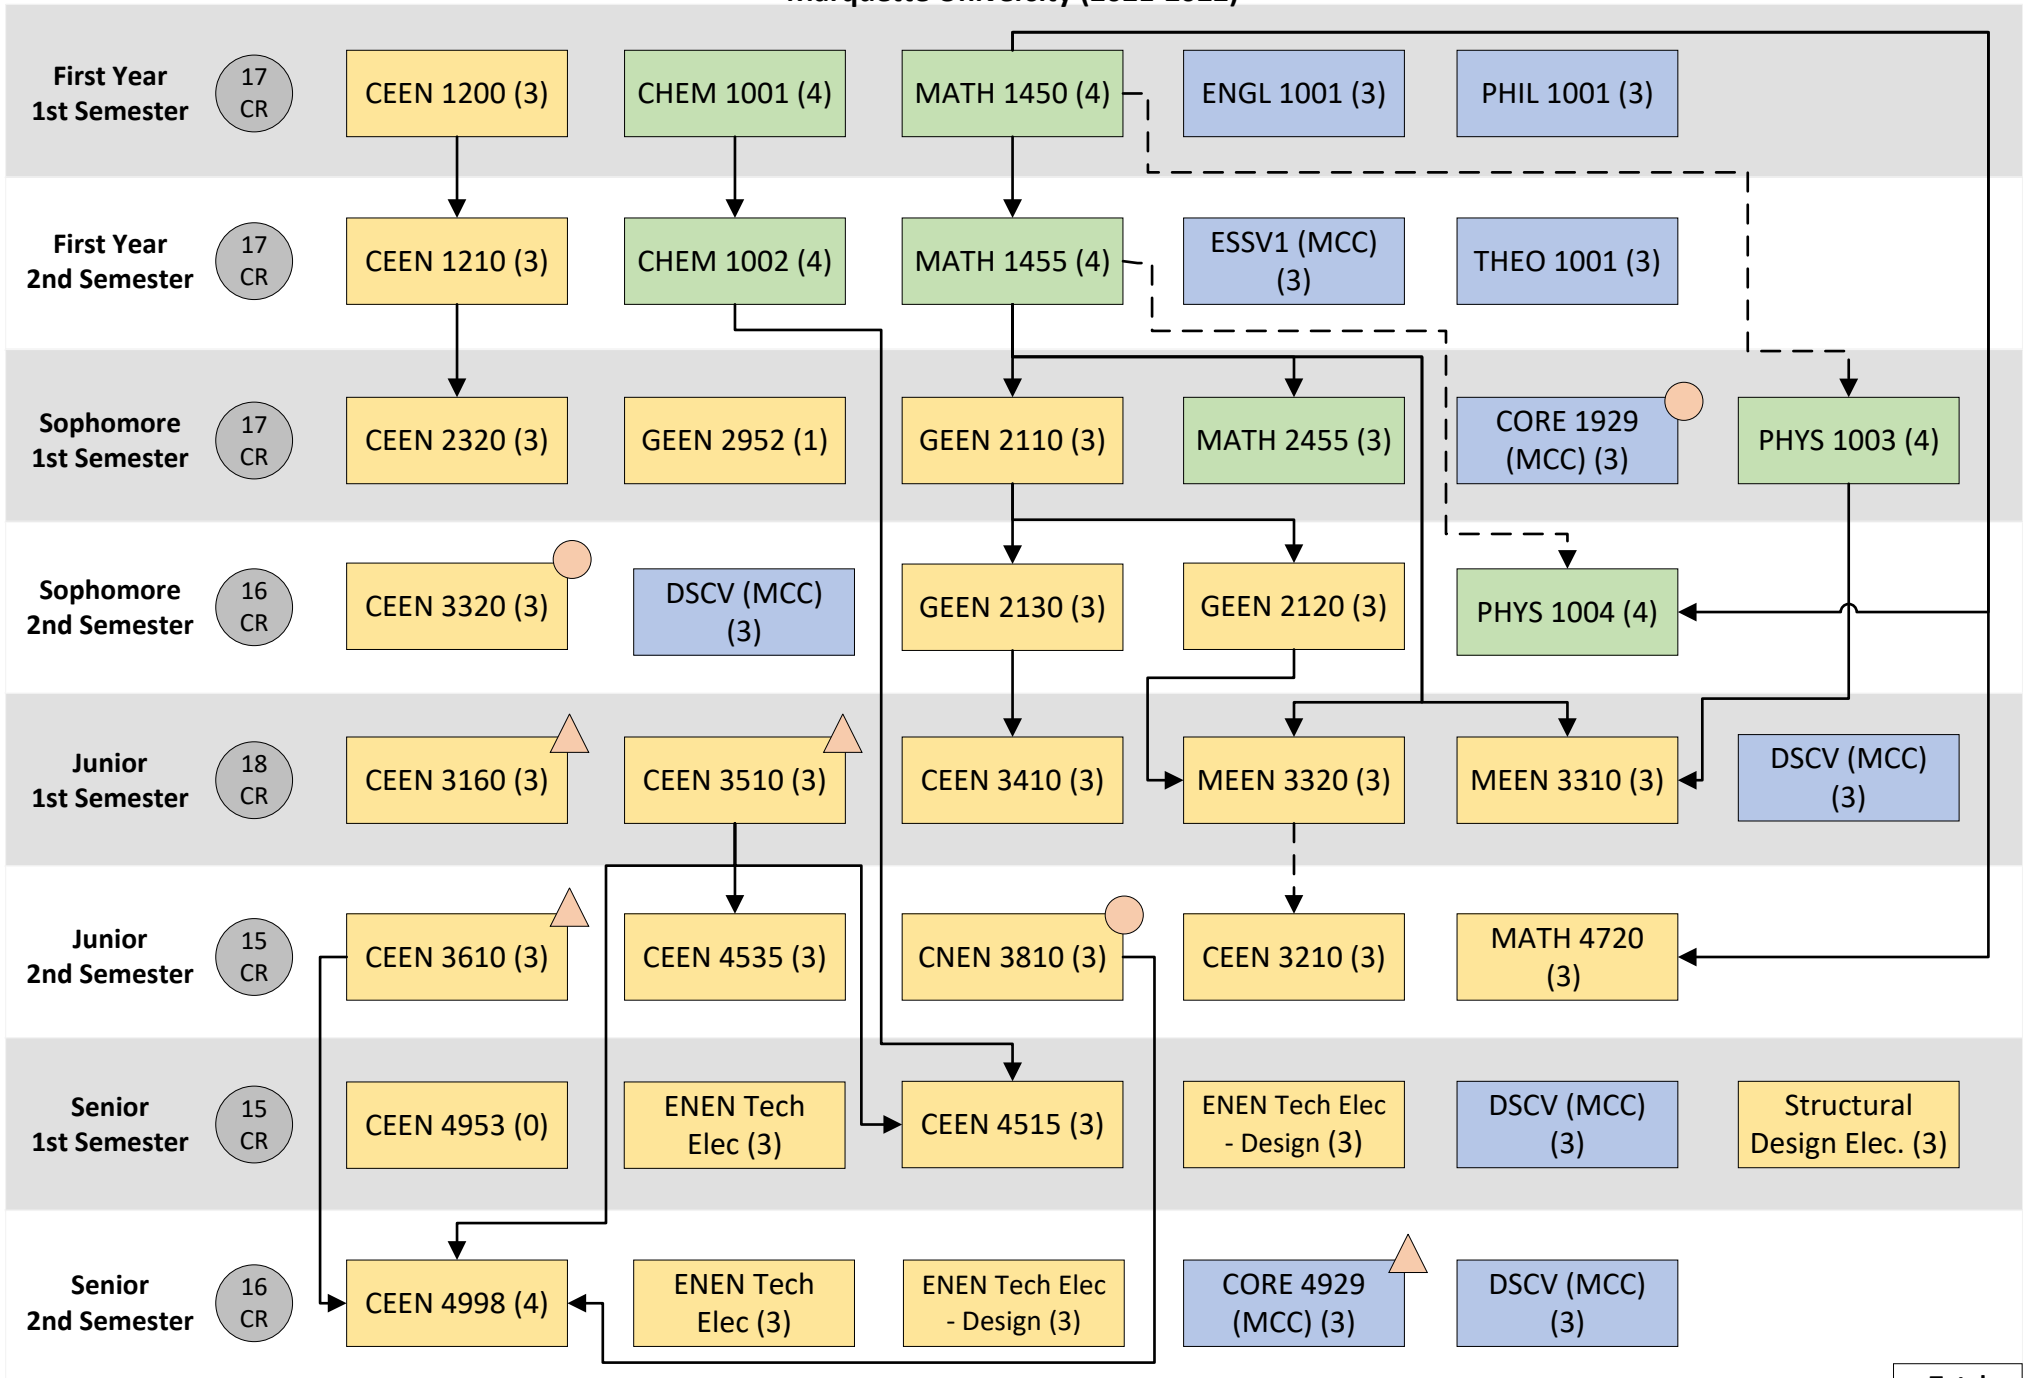 Marquette University (2021-2022)
First Year
1st Semester
17
CR
CEEN 1200 (3)
CHEM 1001 (4)
MATH 1450 (4)
ENGL 1001 (3)
PHIL 1001 (3)
First Year
2nd Semester
17
CR
CEEN 1210 (3)
CHEM 1002 (4)
MATH 1455 (4)
ESSV1 (MCC)
(3)
THEO 1001 (3)
Sophomore
1st Semester
17
CR
CEEN 2320 (3)
GEEN 2952 (1)
GEEN 2110 (3)
MATH 2455 (3)
CORE 1929
(MCC) (3)
PHYS 1003 (4)
Sophomore
2nd Semester
16
CR
CEEN 3320 (3)
DSCV (MCC)
(3)
GEEN 2130 (3)
GEEN 2120 (3)
PHYS 1004 (4)
Junior
1st Semester
18
CR
CEEN 3160 (3)
CEEN 3510 (3)
CEEN 3410 (3)
MEEN 3320 (3)
MEEN 3310 (3)
DSCV (MCC)
(3)
Junior
2nd Semester
15
CR
CEEN 3610 (3)
CEEN 4535 (3)
CNEN 3810 (3)
CEEN 3210 (3)
MATH 4720
(3)
Senior
1st Semester
15
CR
CEEN 4953 (0)
ENEN Tech
Elec (3)
CEEN 4515 (3)
ENEN Tech Elec
- Design (3)
DSCV (MCC)
(3)
Structural
Design Elec. (3)
Senior
2nd Semester
16
CR
CEEN 4998 (4)
ENEN Tech
Elec (3)
ENEN Tech Elec
- Design (3)
CORE 4929
(MCC) (3)
DSCV (MCC)
(3)
Total